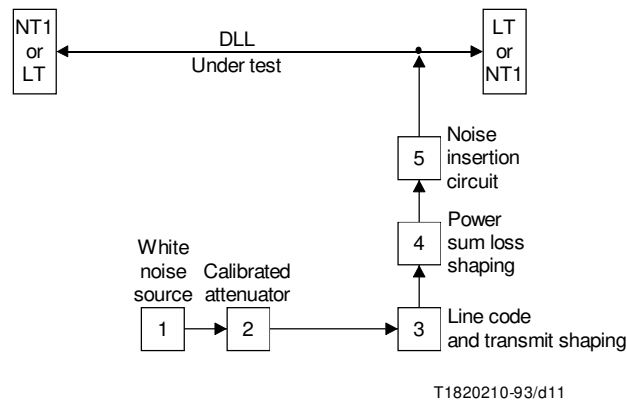 NT1
or
LT
DLL
Under test
LT
or
NT1
5
Noise
insertion
circuit
4
Power
sum loss
shaping
White
noise
source
Calibrated
attenuator
1
2
3
Line code
and transmit shaping
T1820210-93/d11